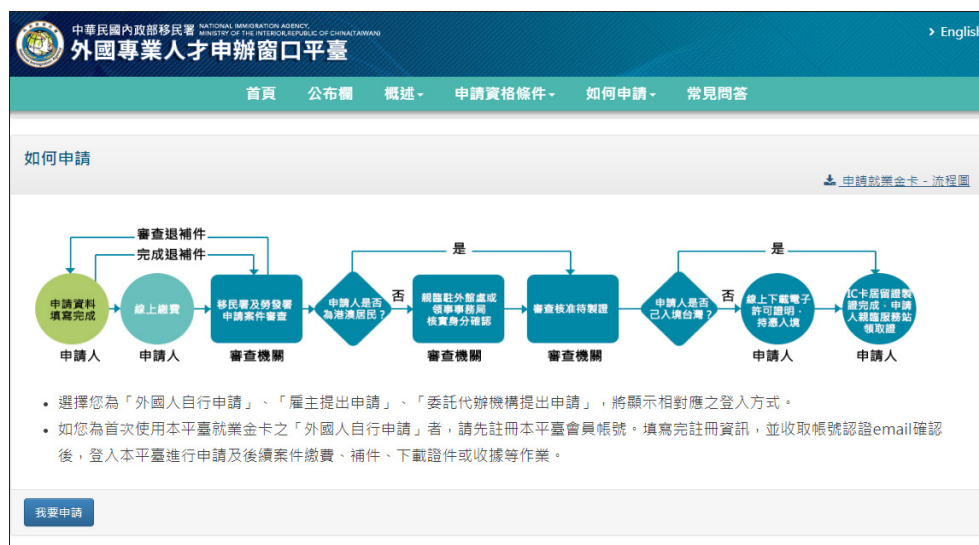 中華民國內政部移民署 NATIONAL IMMIGRATION AGENCY,
MINISTRY OF THE INTERIOR,REPUBLIC OF CHINA(TAIWAN)
外國專業人才申辦窗口平臺
> English
首頁 公布欄 概述 申請資格條件 如何申請 常見問答
如何申請
申請就業金卡 - 流程圖
審查退補件
完成退補件
是
是
申請資料
填寫完成
申請人
線上繳費
申請人
移民署及勞發署
申請案件審查
審查機關
申請人是否
為港澳居民？
否
親臨駐外館處或
領事事務局
核實身分確認
審查機關
審查核准待製證
審查機關
申請人是否
已入境台灣？
否
線上下載電子
許可證明，
持憑入境
申請人
IC卡居留證製
證完成，申請
人親臨服務站
領取證
申請人
• 選擇您為「外國人自行申請」、「雇主提出申請」、「委託代辦機構提出申請」，將顯示相對應之登入方式。
• 如您為首次使用本平臺就業金卡之「外國人自行申請」者，請先註冊本平臺會員帳號。填寫完註冊資訊，並收取帳號認證email確認
後，登入本平臺進行申請及後續案件繳費、補件、下載證件或收據等作業。
我要申請